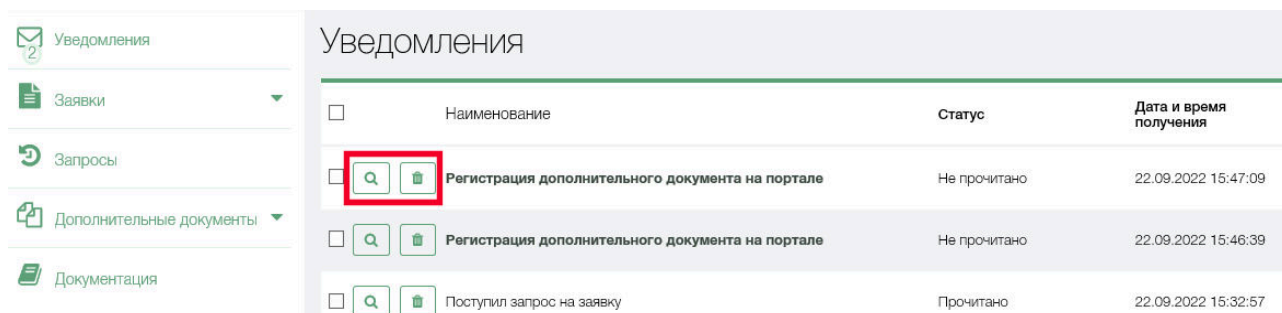 Уведомления
2
Заявки
Запросы
Дополнительные документы
Документация
Уведомления
Наименование Статус Дата и время
получения
Регистрация дополнительного документа на портале Не прочитано 22.09.2022 15:47:09
Регистрация дополнительного документа на портале Не прочитано 22.09.2022 15:46:39
Поступил запрос на заявку Прочитано 22.09.2022 15:32:57